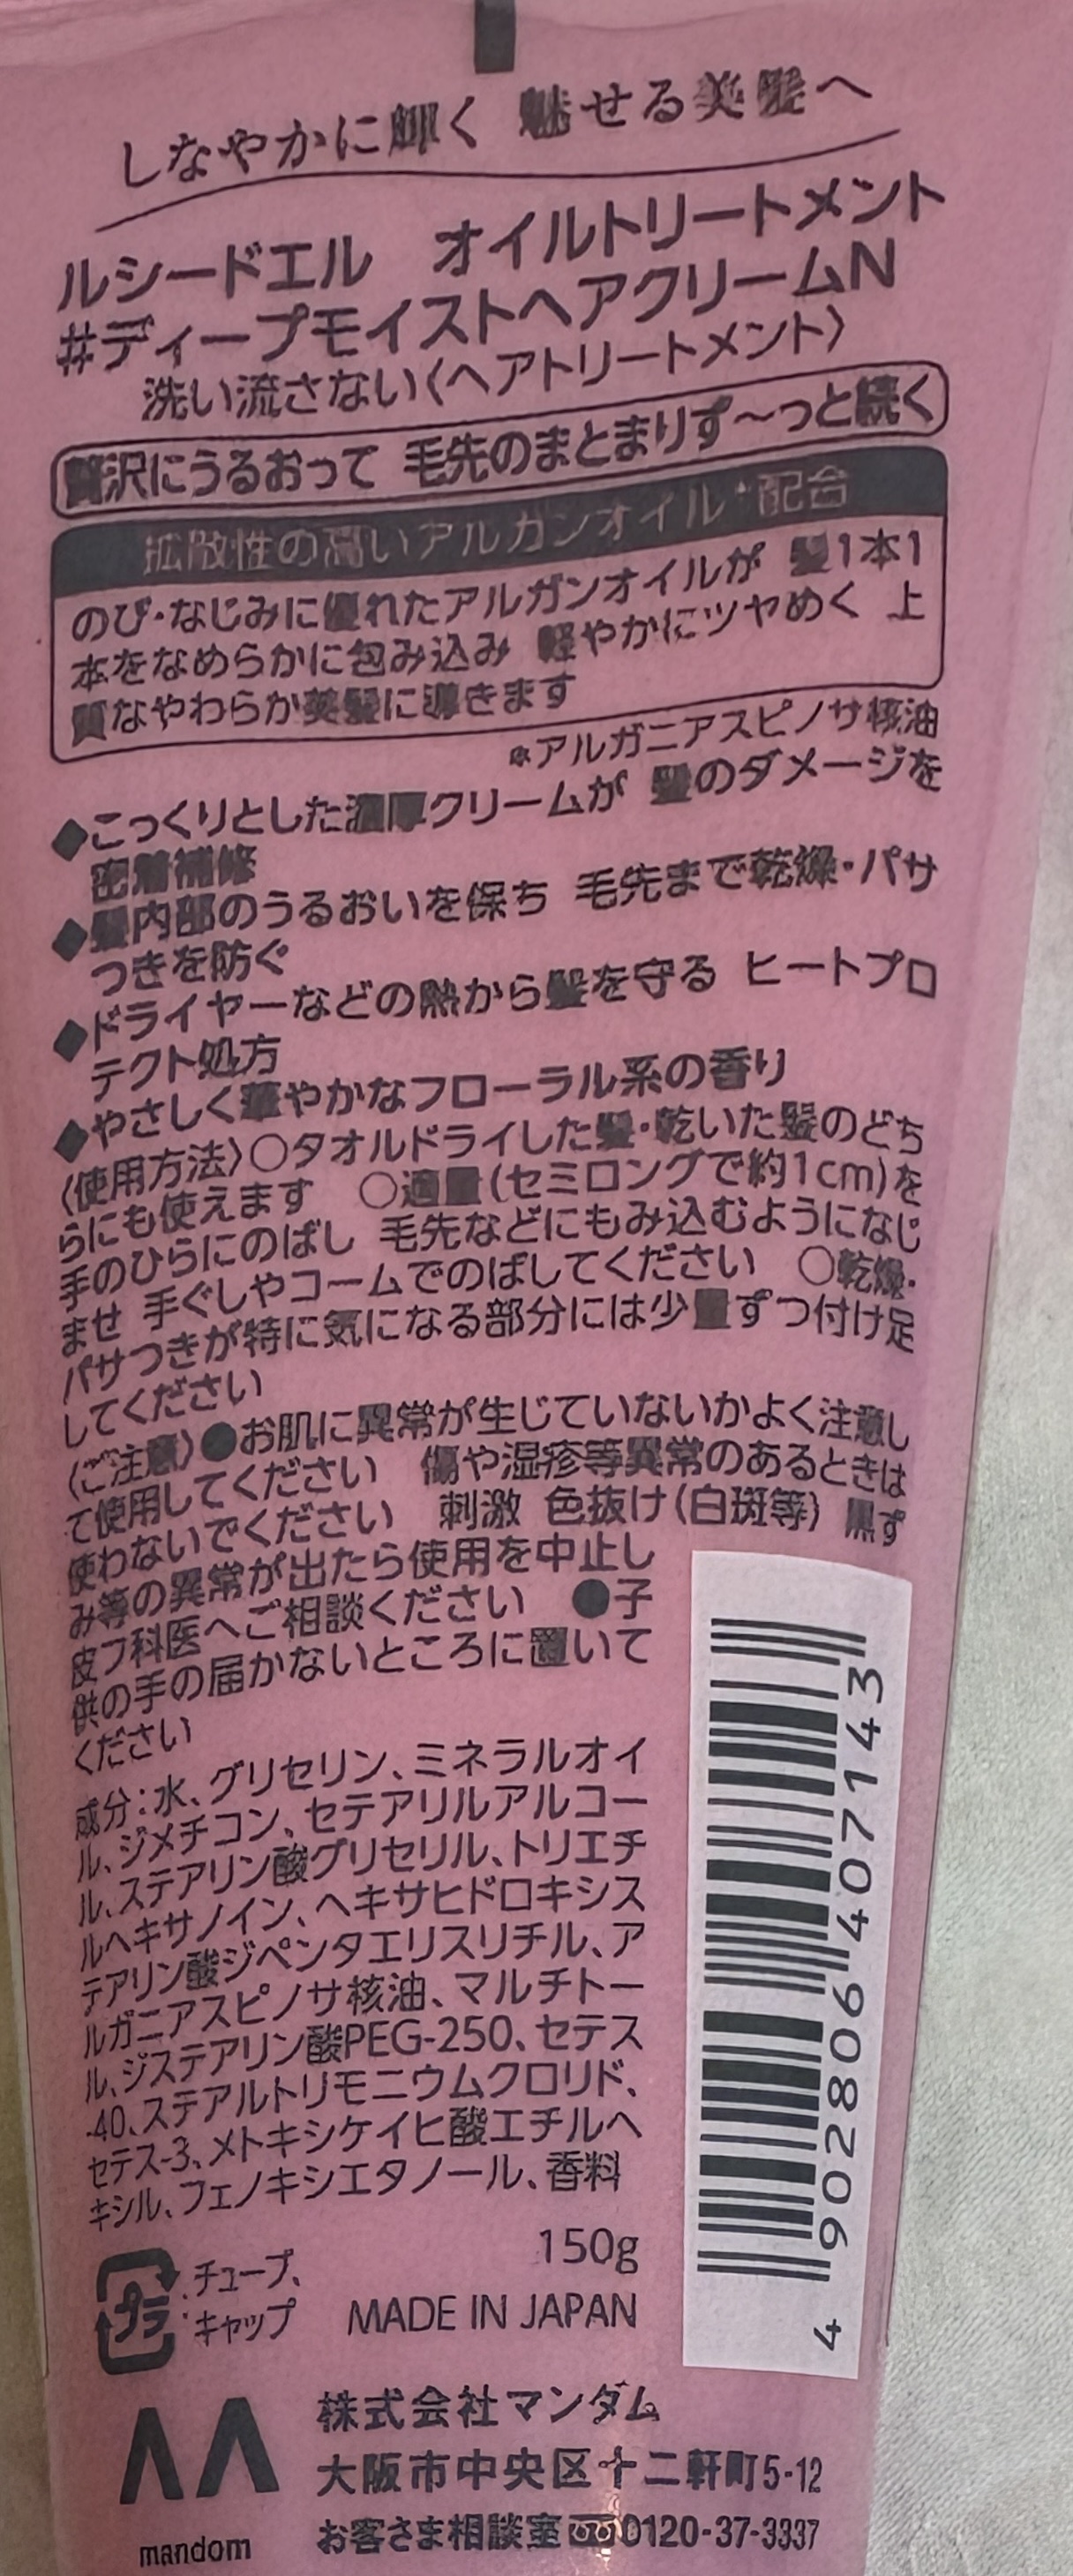 しなやかに輝く 魅せる美髪へ
ルシードエル　オイルトリートメント
#ディープモイストヘアクリームN
洗い流さない〈ヘアトリートメント〉
贅沢にうるおって 毛先のまとまりず〜っと続く
拡散性の高いアルガンオイル*配合
のび・なじみに優れたアルガンオイルが 髪1本1
本をなめらかに包み込み 軽やかにツヤめく 上
質なやわらか美髪に導きます
*アルガニアスピノサ核油
◆こっくりとした濃厚クリームが 髪のダメージを
密着補修
◆髪内部のうるおいを保ち 毛先まで乾燥・パサ
つきを防ぐ
◆ドライヤーなどの熱から髪を守る ヒートプロ
テクト処方
◆やさしく華やかなフローラル系の香り
〈使用方法〉○タオルドライした髪・乾いた髪のどち
らにも使えます　○適量(セミロングで約1cm)を
手のひらにのばし 毛先などにもみ込むようになじ
ませ 手ぐしやコームでのばしてください　○乾燥・
パサつきが特に気になる部分には少量ずつ付け足
してください
〈ご注意〉●お肌に異常が生じていないかよく注意し
て使用してください　傷や湿疹等異常のあるときは
使わないでください　刺激 色抜け(白斑等) 黒ず
み等の異常が出たら使用を中止し
皮フ科医へご相談ください　●子
供の手の届かないところに置いて
ください
成分:水、グリセリン、ミネラルオイ
ル、ジメチコン、セテアリルアルコー
ル、ステアリン酸グリセリル、トリエチ
ルヘキサノイン、ヘキサヒドロキシス
テアリン酸ジペンタエリスリチル、ア
ルガニアスピノサ核油、マルチトー
ル、ジステアリン酸PEG-250、セテス
-40、ステアルトリモニウムクロリド、
セテス-3、メトキシケイヒ酸エチルヘ
キシル、フェノキシエタノール、香料
4 902806 407143
150g
プラ
チューブ、
キャップ
MADE IN JAPAN
株式会社マンダム
大阪市中央区十二軒町5-12
mandom
お客さま相談室 0120-37-3337